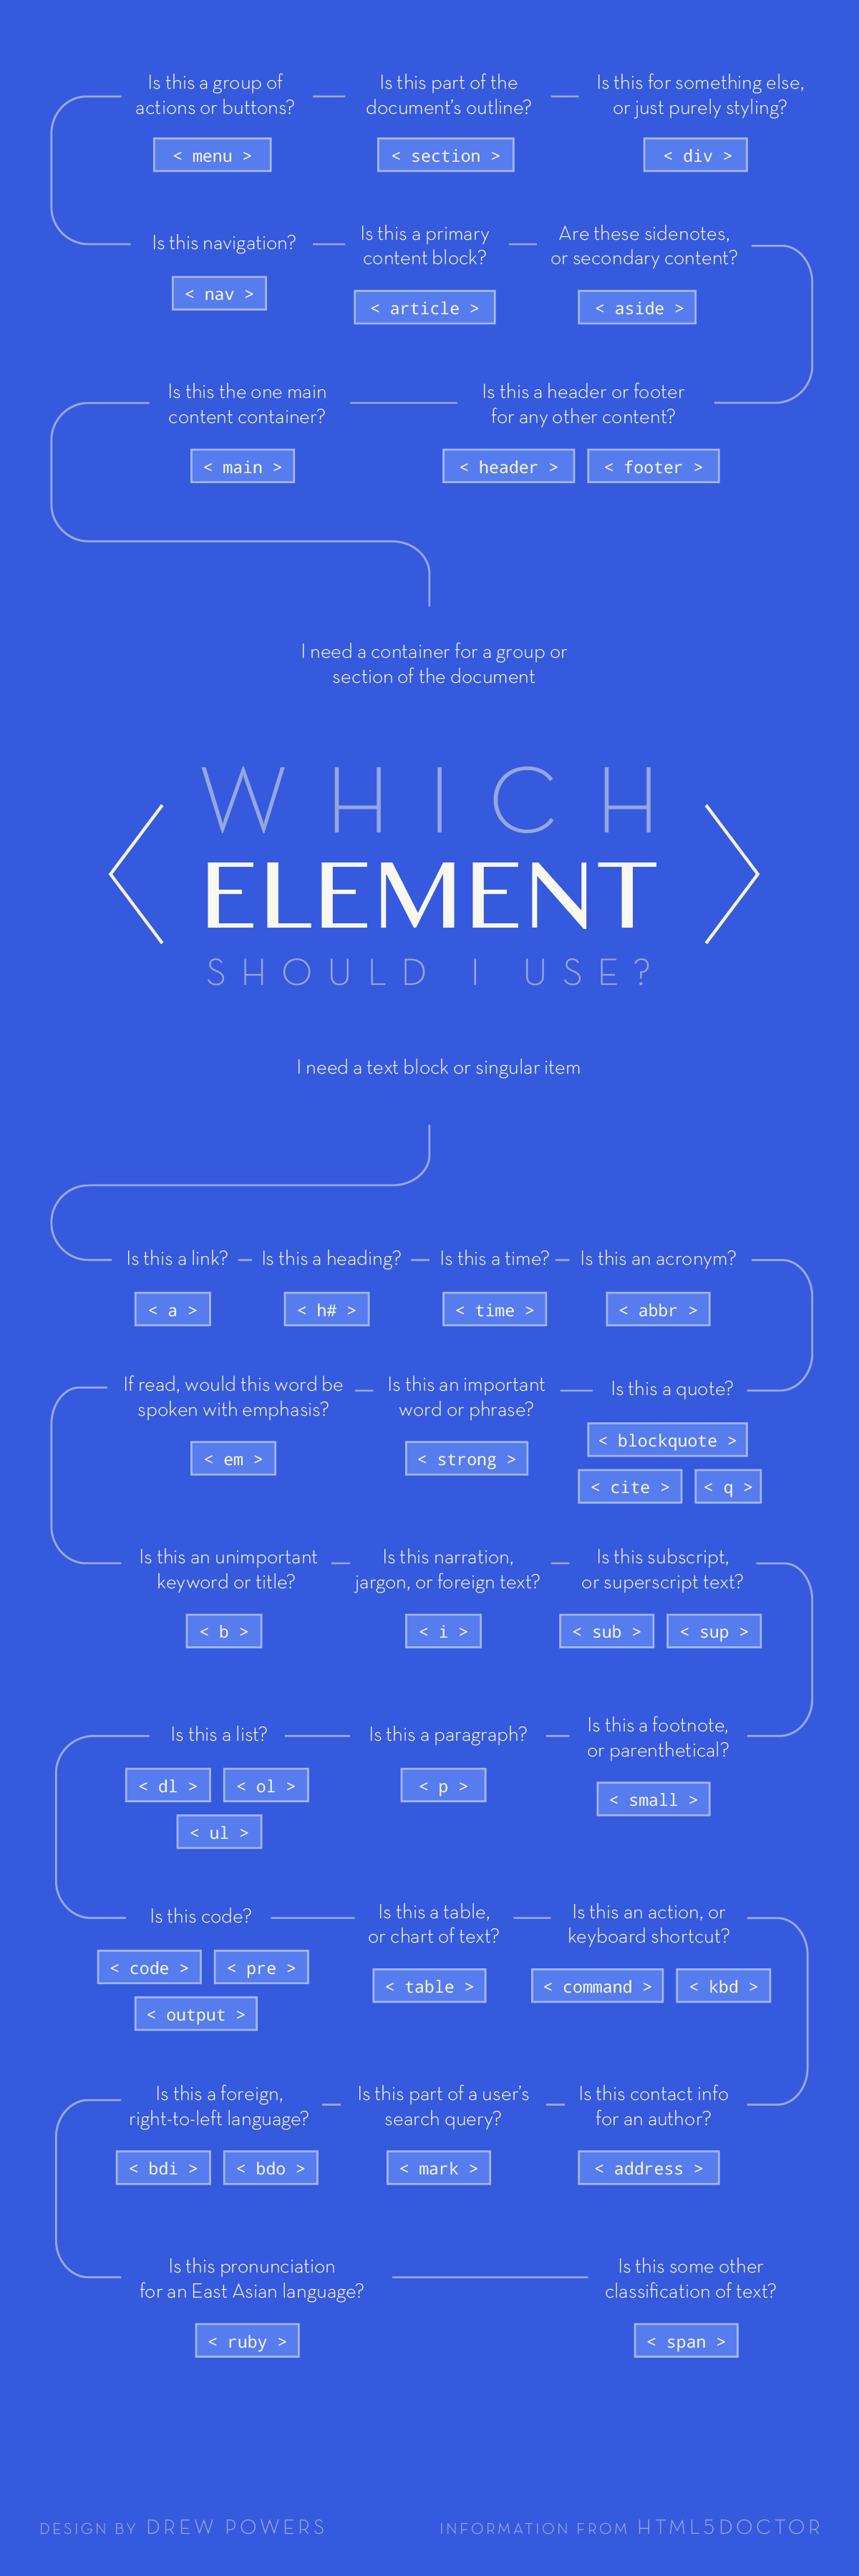 Is this a group of
actions or buttons?
< menu >
Is this part of the
document's outline?
< section >
Is this for something else,
or just purely styling?
< div >
Is this navigation?
< nav >
Is this a primary
content block?
< article >
Are these sidenotes,
or secondary content?
< aside >
Is this the one main
content container?
< main >
Is this a header or footer
for any other content?
< header >
< footer >
I need a container for a group or
section of the document
WHICH
ELEMENT
SHOULD I USE?
I need a text block or singular item
Is this a link?
< a >
Is this a heading?
< h# >
Is this a time?
< time >
Is this an acronym?
< abbr >
If read, would this word be
spoken with emphasis?
< em >
Is this an important
word or phrase?
< strong >
Is this a quote?
< blockquote >
< cite >
< q >
Is this an unimportant
keyword or title?
< b >
Is this narration,
jargon, or foreign text?
< i >
Is this subscript,
or superscript text?
< sub >
< sup >
Is this a list?
< dl >
< ol >
< ul >
Is this a paragraph?
< p >
Is this a footnote,
or parenthetical?
< small >
Is this code?
< code >
< pre >
< output >
Is this a table,
or chart of text?
< table >
Is this an action, or
keyboard shortcut?
< command >
< kbd >
Is this a foreign,
right-to-left language?
< bdi >
< bdo >
Is this part of a user's
search query?
< mark >
Is this contact info
for an author?
< address >
Is this pronunciation
for an East Asian language?
< ruby >
Is this some other
classification of text?
< span >
DESIGN BY DREW POWERS
INFORMATION FROM HTML5DOCTOR